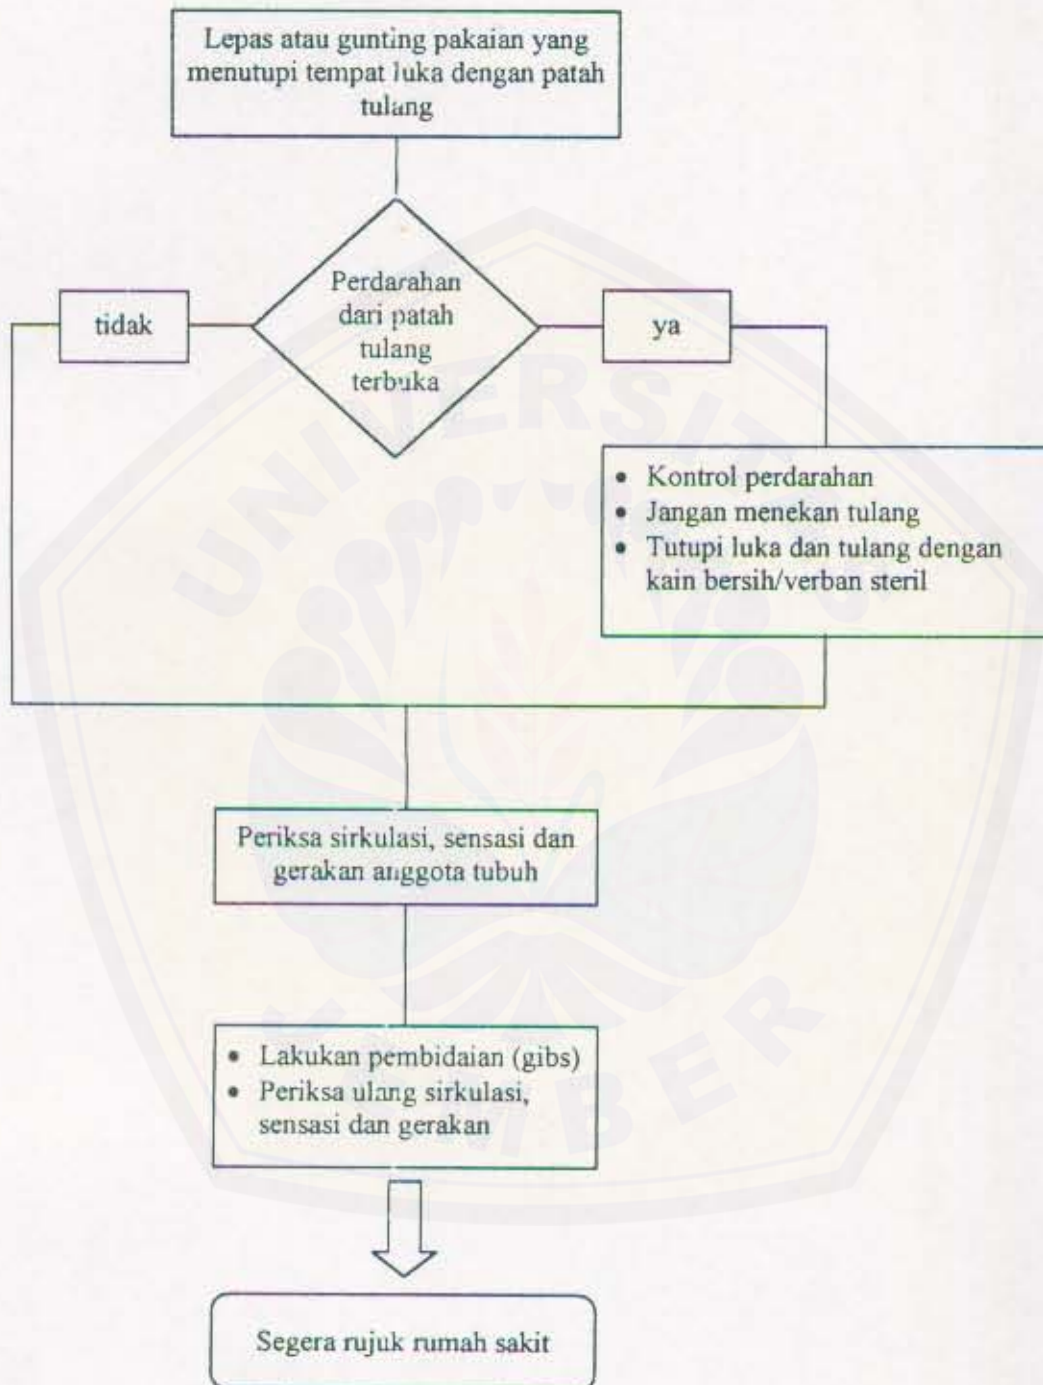 Lepas atau gunting pakaian yang
menutupi tempat luka dengan patah
tulang
Perdarahan
dari patah
tulang
terbuka
tidak
ya
• Kontrol perdarahan
• Jangan menekan tulang
• Tutupi luka dan tulang dengan
kain bersih/verban steril
Periksa sirkulasi, sensasi dan
gerakan anggota tubuh
• Lakukan pembidaian (gibs)
• Periksa ulang sirkulasi,
sensasi dan gerakan
Segera rujuk rumah sakit
UNIVERSITAS
JEMBER